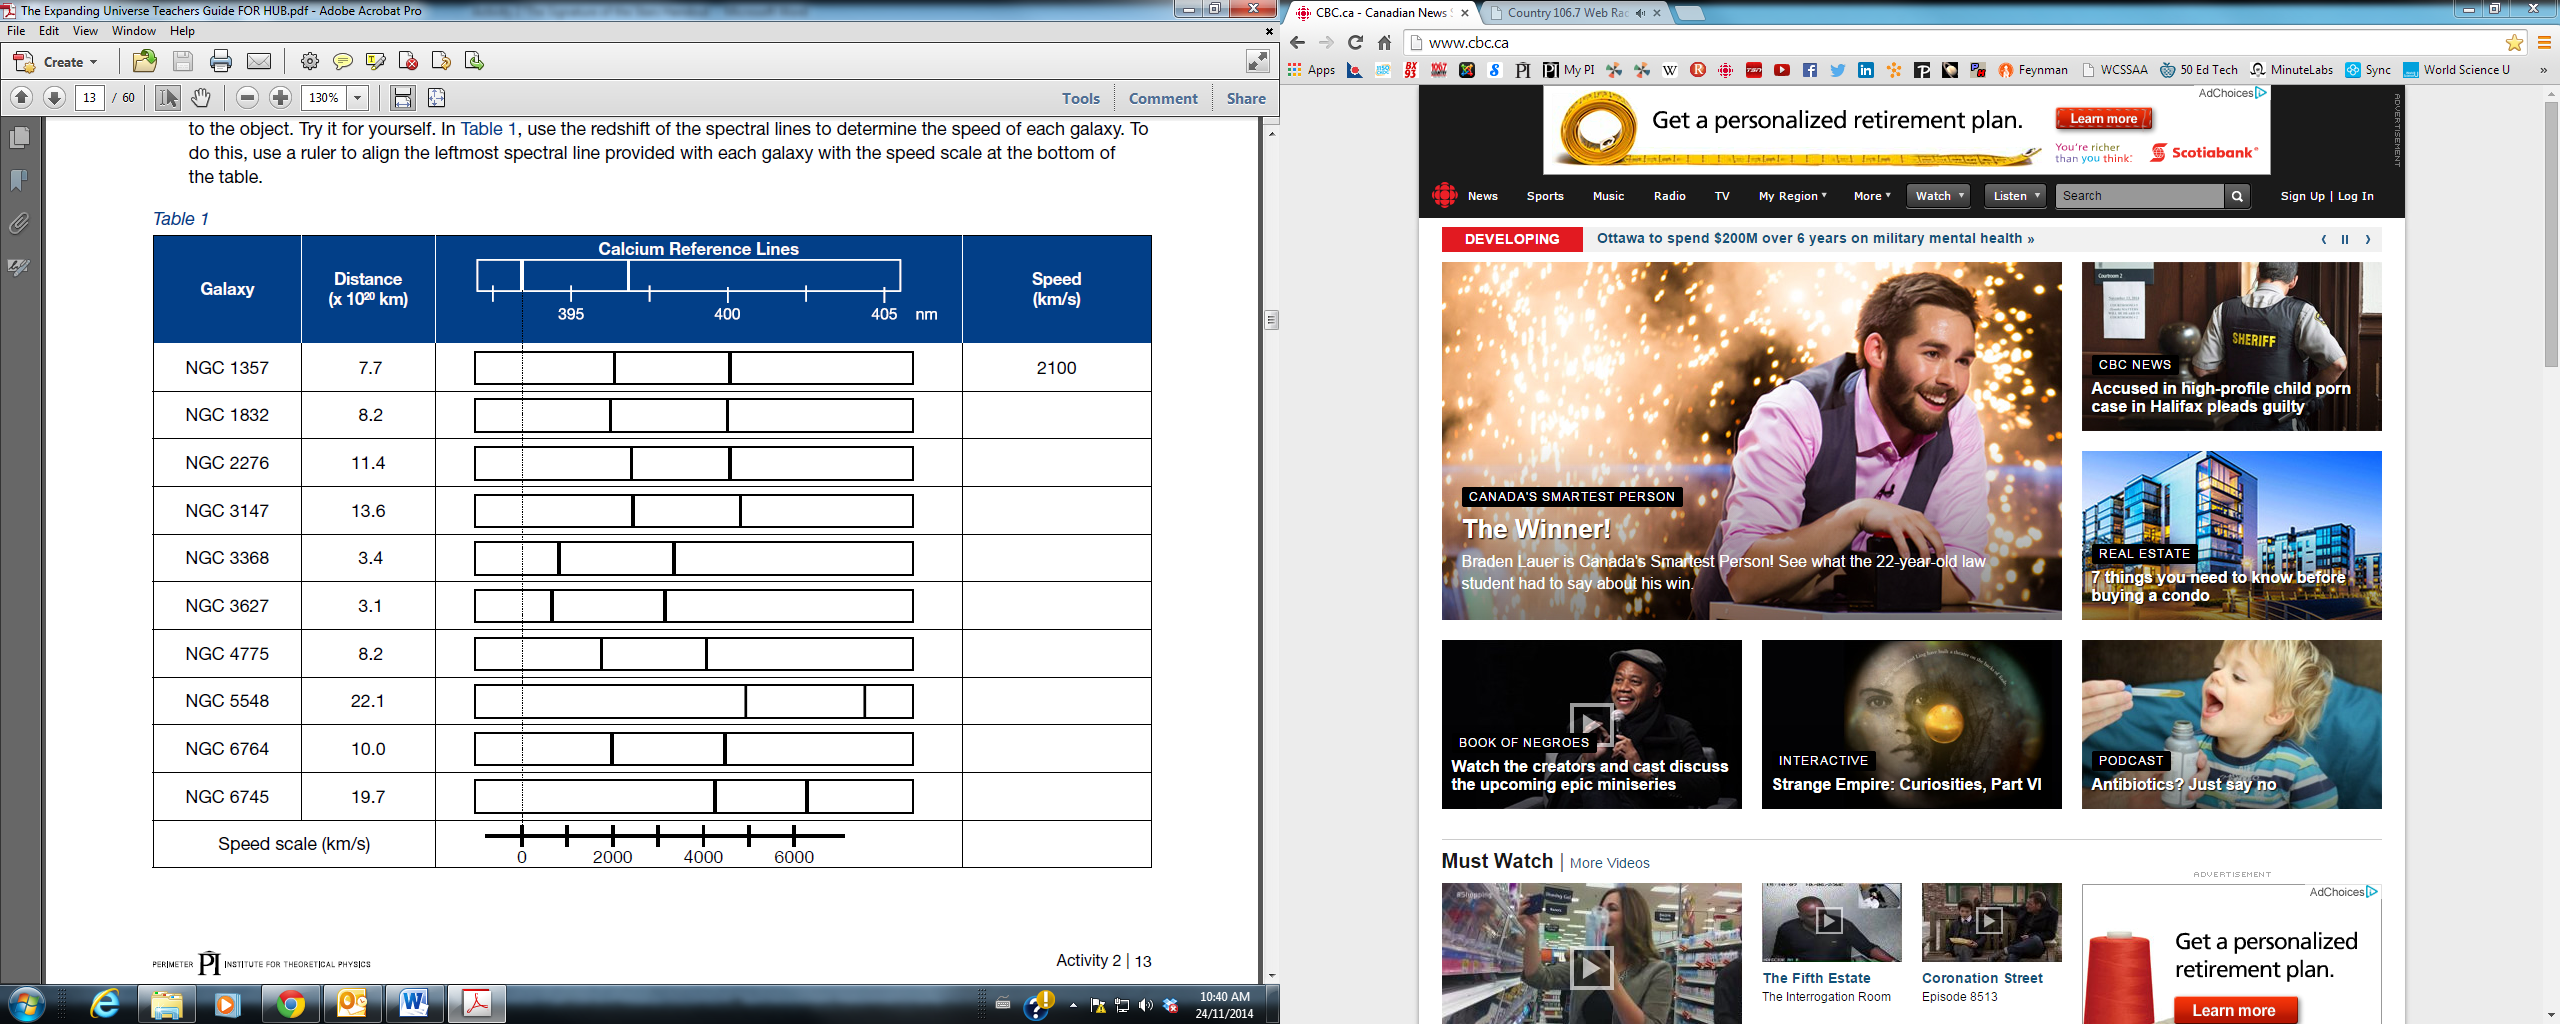 The Expanding Universe Teachers Guide FOR HUB.pdf - Adobe Acrobat Pro
File Edit View Window Help
Create
13 / 60
130%
Tools Comment Share
to the object. Try it for yourself. In Table 1, use the redshift of the spectral lines to determine the speed of each galaxy. To
do this, use a ruler to align the leftmost spectral line provided with each galaxy with the speed scale at the bottom of
the table.
Table 1
Galaxy
Distance
(x 10²⁰ km)
Calcium Reference Lines
395 400 405 nm
Speed
(km/s)
NGC 1357 7.7 2100
NGC 1832 8.2
NGC 2276 11.4
NGC 3147 13.6
NGC 3368 3.4
NGC 3627 3.1
NGC 4775 8.2
NGC 5548 22.1
NGC 6764 10.0
NGC 6745 19.7
Speed scale (km/s) 0 2000 4000 6000
PERIMETER PI INSTITUTE FOR THEORETICAL PHYSICS
Activity 2 | 13
10:40 AM
24/11/2014
CBC.ca - Canadian News
Country 106.7 Web Rad
www.cbc.ca
Apps My PI Feynman WCSSAA 50 Ed Tech MinuteLabs Sync World Science U »
AdChoices
ADVERTISEMENT
Get a personalized retirement plan.
Learn more
You're richer
than you think.
Scotiabank
News Sports Music Radio TV My Region More Watch Listen Search Sign Up | Log In
DEVELOPING
Ottawa to spend $200M over 6 years on military mental health »
CANADA'S SMARTEST PERSON
The Winner!
Braden Lauer is Canada's Smartest Person! See what the 22-year-old law
student had to say about his win.
Courtroom 2
SHERIFF
CBC NEWS
Accused in high-profile child porn
case in Halifax pleads guilty
REAL ESTATE
7 things you need to know before
buying a condo
BOOK OF NEGROES
Watch the creators and cast discuss
the upcoming epic miniseries
INTERACTIVE
Strange Empire: Curiosities, Part VI
PODCAST
Antibiotics? Just say no
Must Watch | More Videos
#Shopping
The Fifth Estate
The Interrogation Room
Coronation Street
Episode 8513
ADVERTISEMENT
AdChoices
Get a personalized
retirement plan.
Learn more